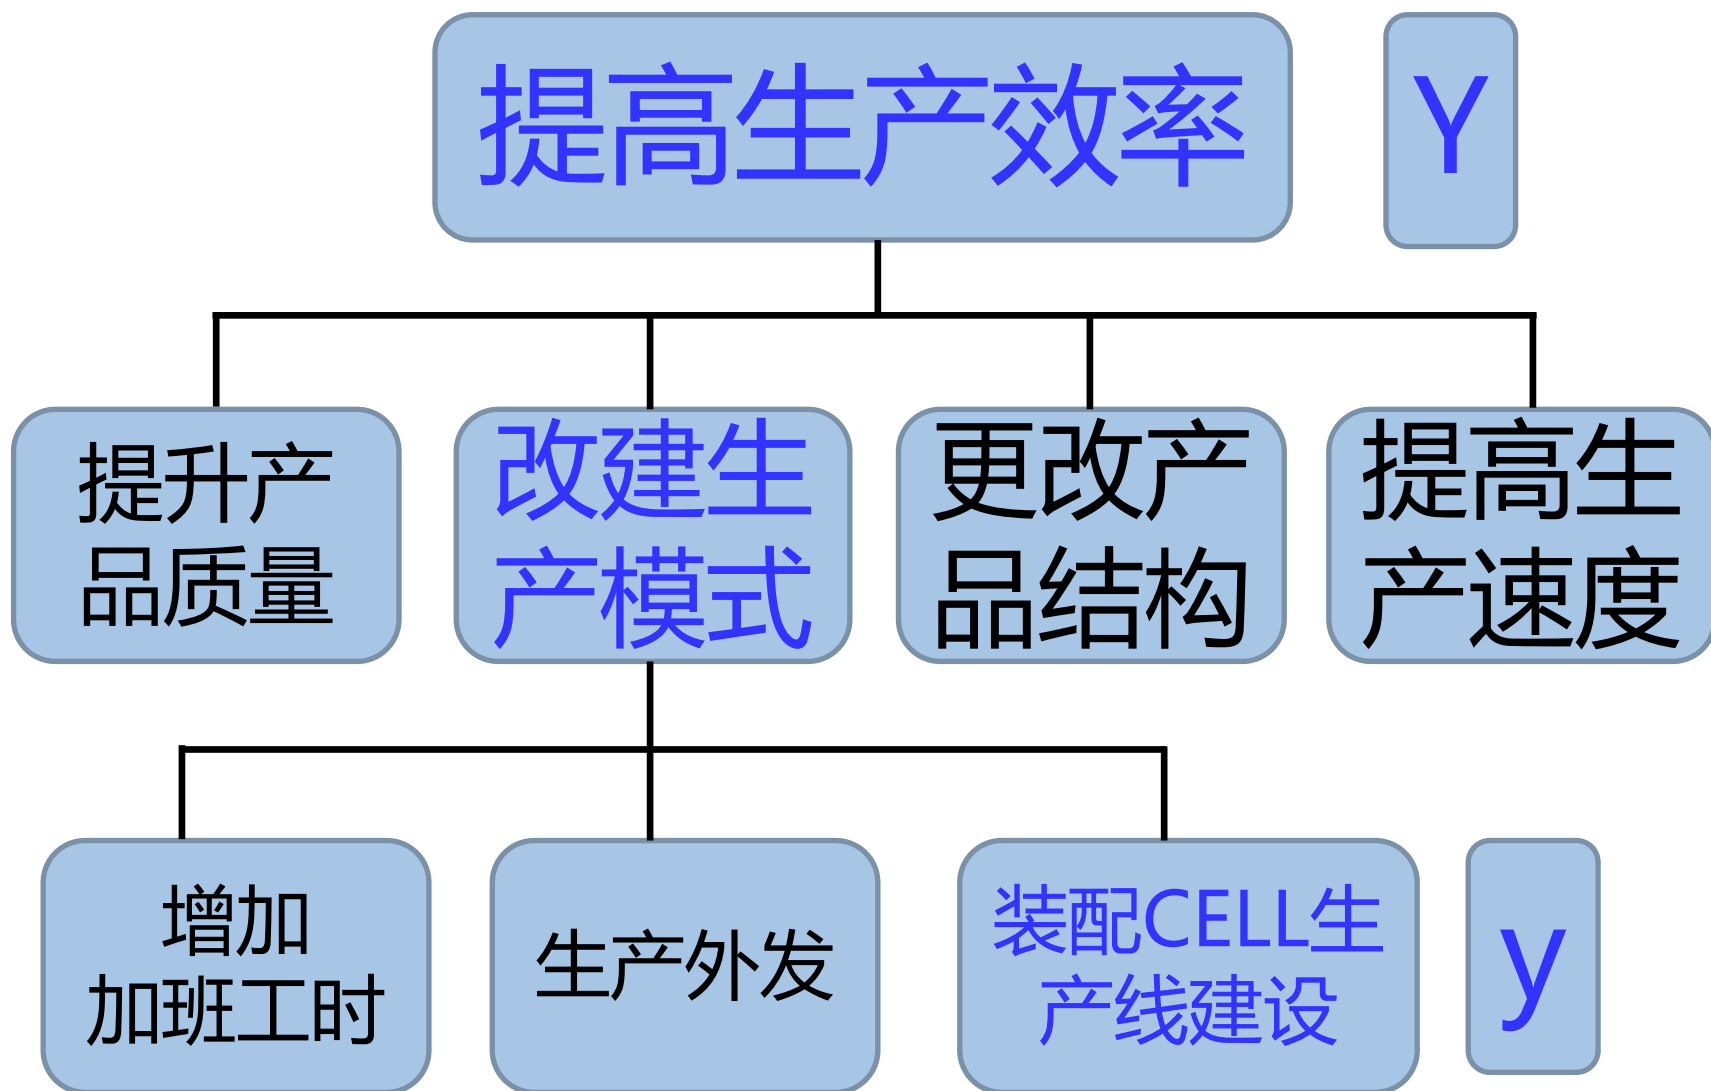 提高生产效率
Y
提升产
品质量
改建生
产模式
更改产
品结构
提高生
产速度
增加
加班工时
生产外发
装配CELL生
产线建设
y